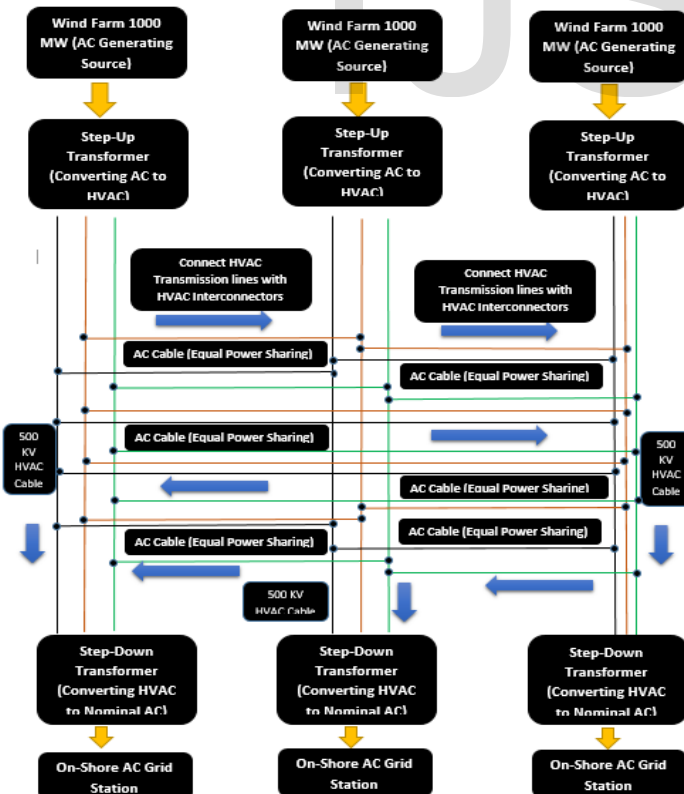 Wind Farm 1000
MW (AC Generating
Source)
Wind Farm 1000
MW (AC Generating
Source)
Wind Farm 1000
MW (AC Generating
Source)
Step-Up
Transformer
(Converting AC to
HVAC)
Step-Up
Transformer
(Converting AC to
HVAC)
Step-Up
Transformer
(Converting AC to
HVAC)
Connect HVAC
Transmission lines with
HVAC Interconnectors
Connect HVAC
Transmission lines with
HVAC Interconnectors
AC Cable (Equal Power Sharing)
AC Cable (Equal Power Sharing)
500
KV
HVAC
Cable
AC Cable (Equal Power Sharing)
500
KV
HVAC
Cable
AC Cable (Equal Power Sharing)
AC Cable (Equal Power Sharing)
AC Cable (Equal Power Sharing)
500 KV
HVAC Cable
Step-Down
Transformer
(Converting HVAC
to Nominal AC)
Step-Down
Transformer
(Converting HVAC
to Nominal AC)
Step-Down
Transformer
(Converting HVAC
to Nominal AC)
On-Shore AC Grid
Station
On-Shore AC Grid
Station
On-Shore AC Grid
Station